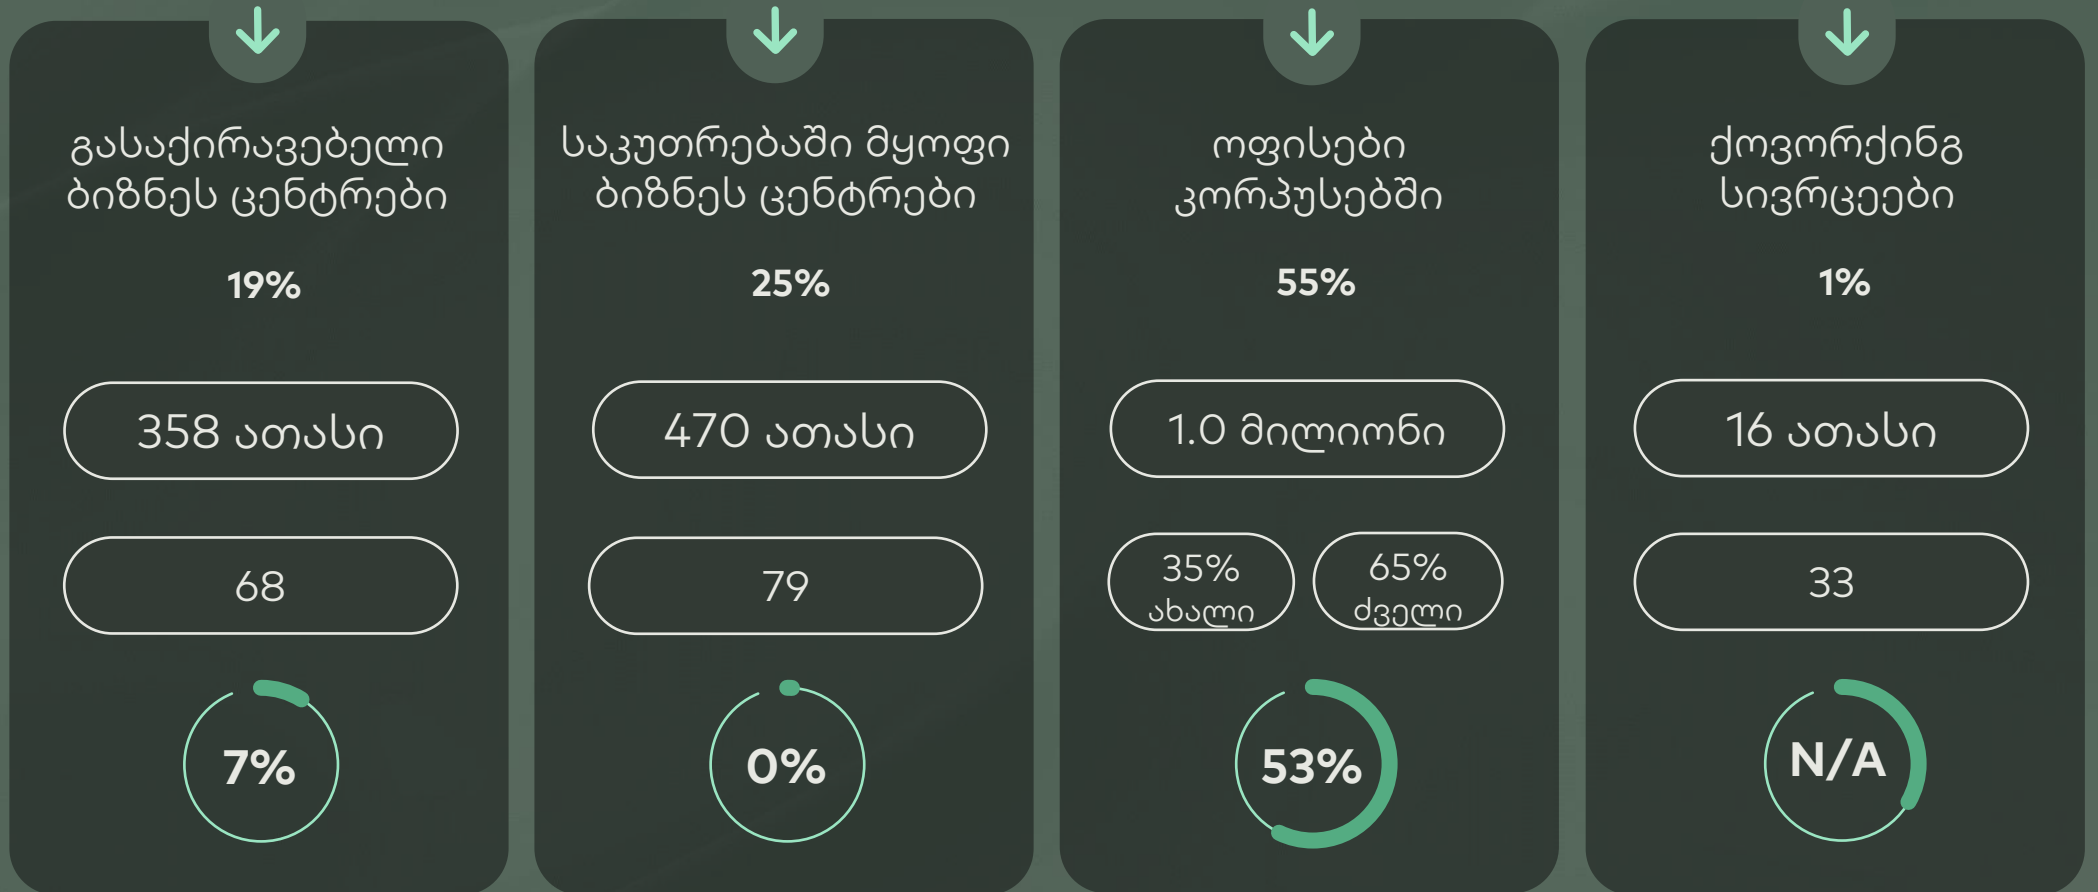 გასაქირავებელი
ბიზნეს ცენტრები
19%
358 ათასი
68
7%
საკუთრებაში მყოფი
ბიზნეს ცენტრები
25%
470 ათასი
79
0%
ოფისები
კორპუსებში
55%
1.0 მილიონი
35%
ახალი
65%
ძველი
53%
ქოვორქინგ
სივრცეები
1%
16 ათასი
33
N/A